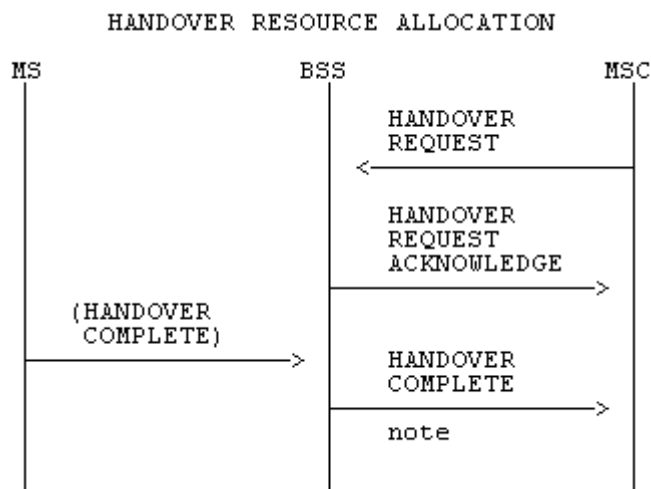 HANDOVER RESOURCE ALLOCATION
MS BSS MSC
HANDOVER
REQUEST
HANDOVER
REQUEST
ACKNOWLEDGE
(HANDOVER
COMPLETE)
HANDOVER
COMPLETE
note